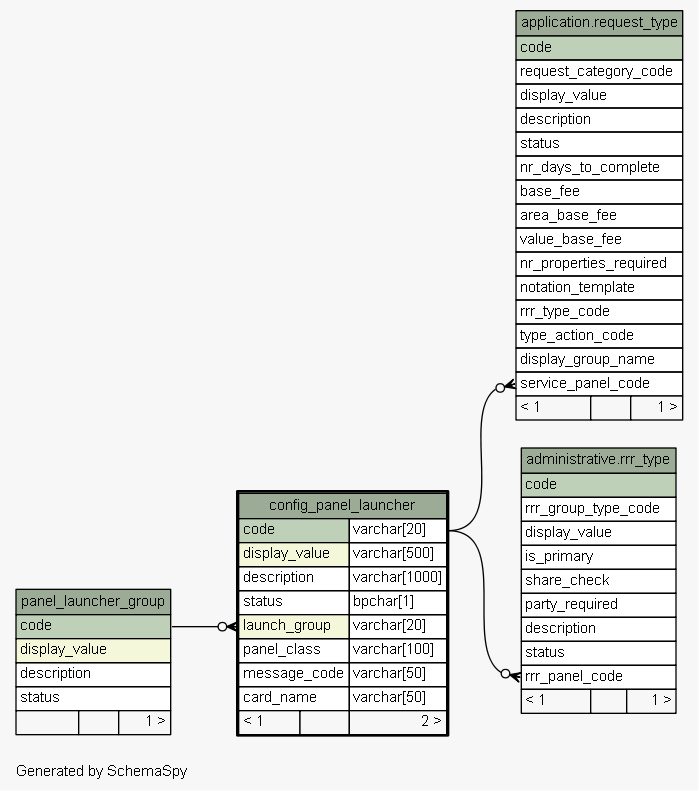 application.request_type
code
request_category_code
display_value
description
status
nr_days_to_complete
base_fee
area_base_fee
value_base_fee
nr_properties_required
notation_template
rrr_type_code
type_action_code
display_group_name
service_panel_code
< 1 1 >
administrative.rrr_type
code
rrr_group_type_code
display_value
is_primary
share_check
party_required
description
status
rrr_panel_code
< 1 1 >
config_panel_launcher
code varchar[20]
display_value varchar[500]
description varchar[1000]
status bpchar[1]
launch_group varchar[20]
panel_class varchar[100]
message_code varchar[50]
card_name varchar[50]
< 1 2 >
panel_launcher_group
code
display_value
description
status
1 >
Generated by SchemaSpy